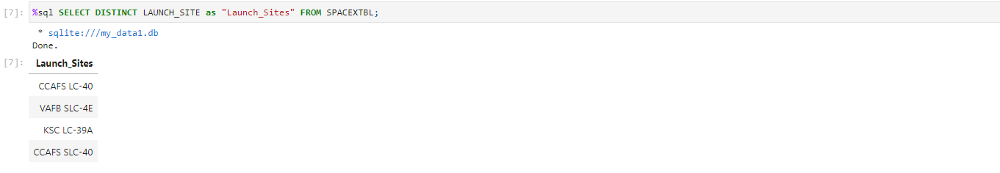 [7]: %sql SELECT DISTINCT LAUNCH_SITE as "Launch_Sites" FROM SPACEXTBL;
* sqlite:///my_data1.db
Done.
[7]: Launch_Sites
CCAFS LC-40
VAFB SLC-4E
KSC LC-39A
CCAFS SLC-40